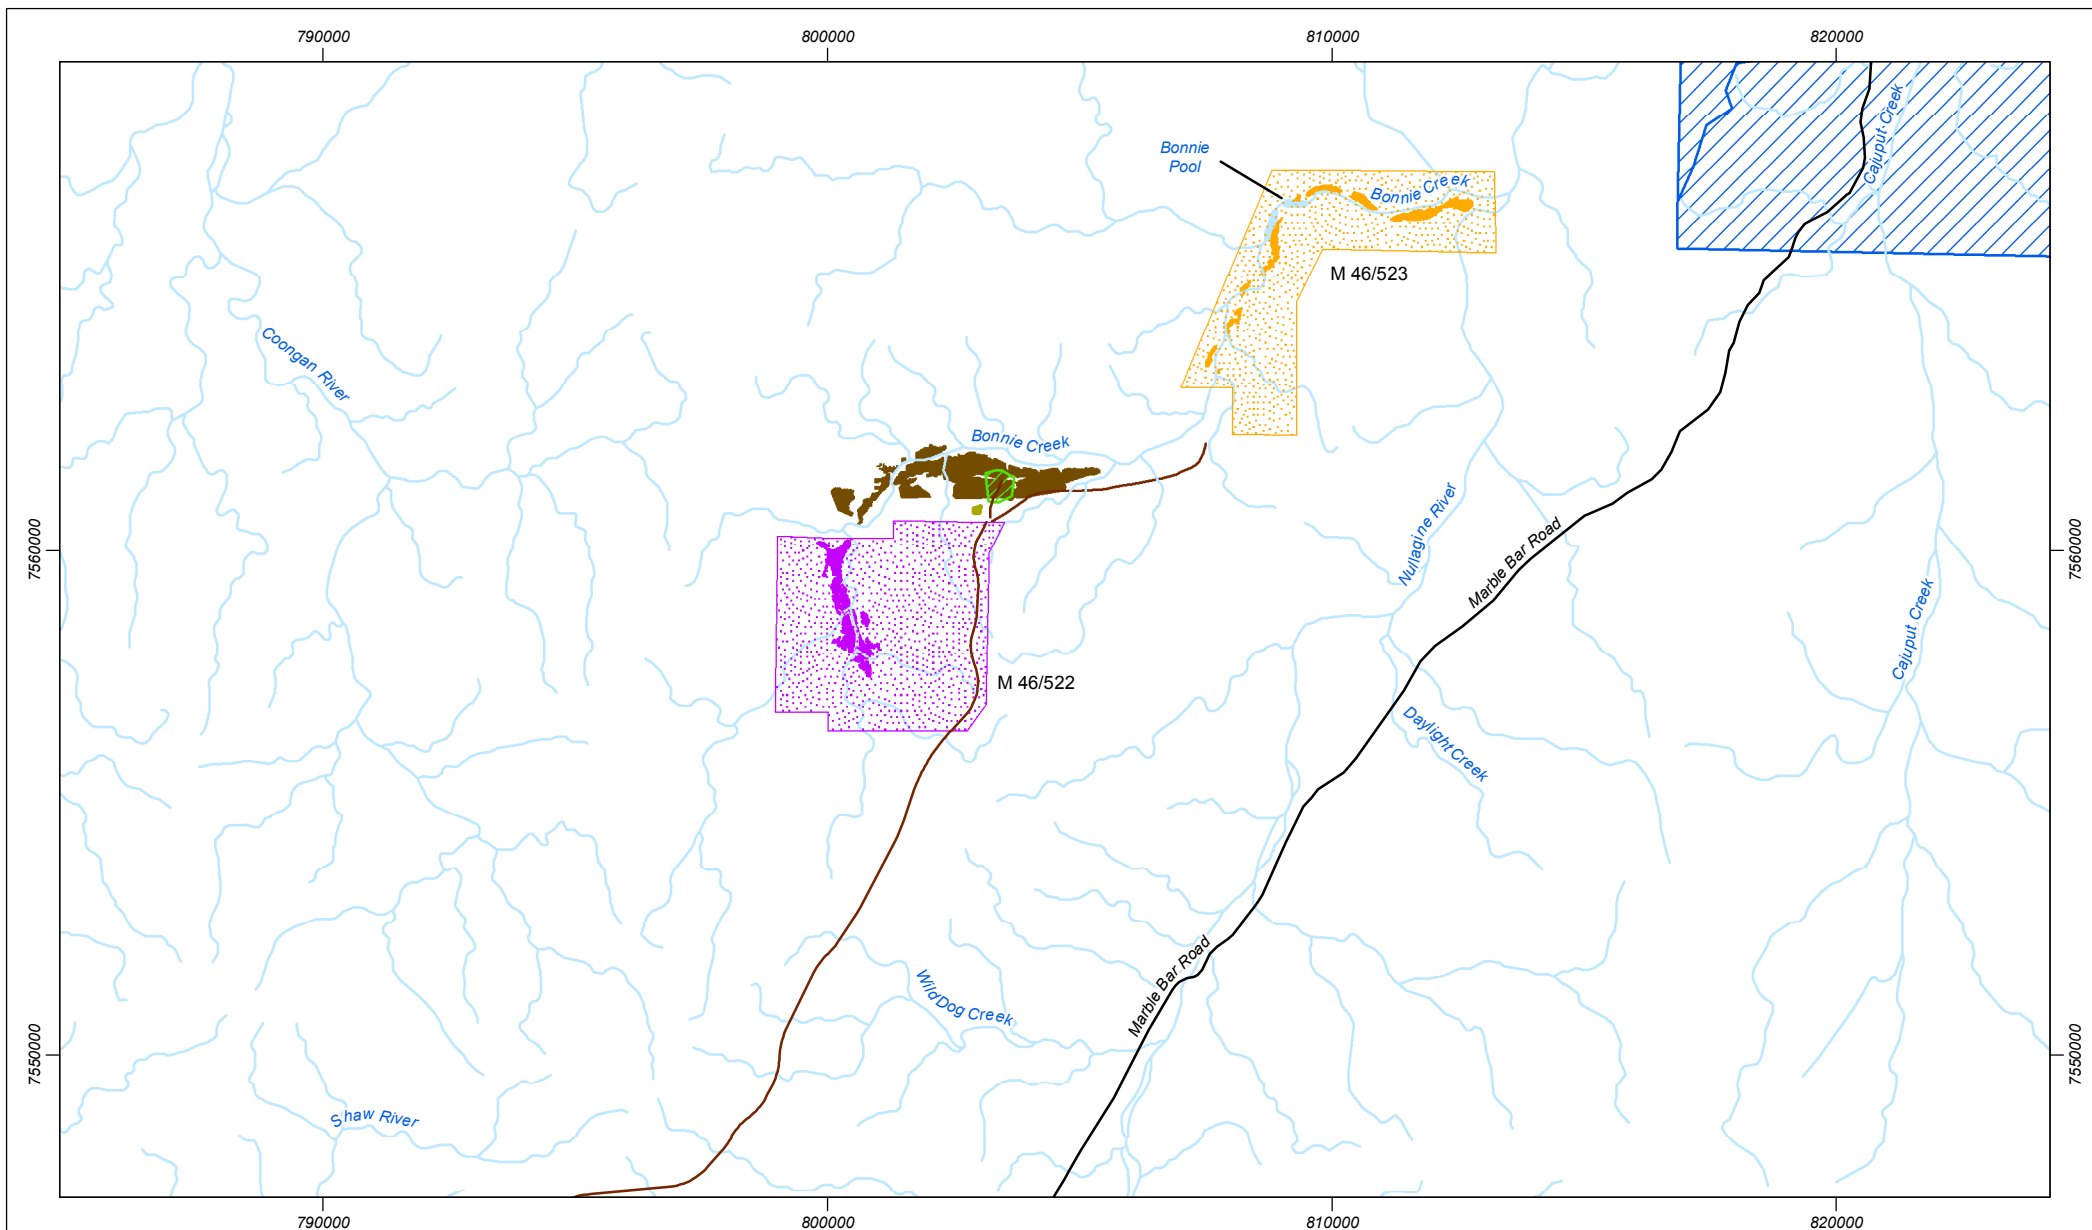 790000
800000
810000
820000
Bonnie
Pool
Bonnie Creek
Cajuput Creek
M 46/523
Coongan River
Bonnie Creek
Nullagine River
Marble Bar Road
7560000
7560000
Cajuput Creek
M 46/522
Daylight Creek
Marble Bar Road
Wild Dog Creek
7550000
7550000
Shaw River
790000
800000
810000
820000